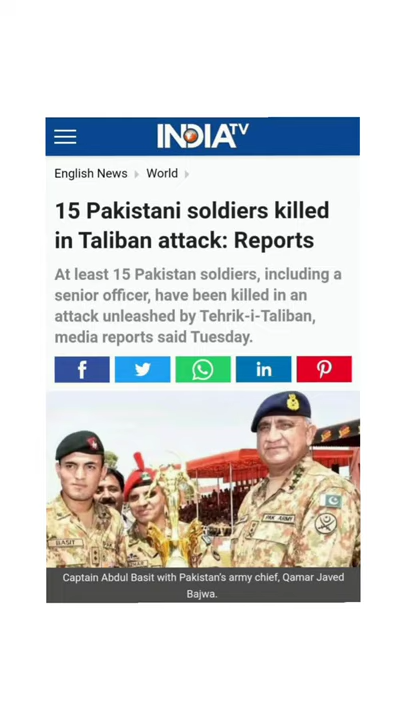 INDIA TV
English News World
15 Pakistani soldiers killed
in Taliban attack: Reports
At least 15 Pakistan soldiers, including a
senior officer, have been killed in an
attack unleashed by Tehrik-i-Taliban,
media reports said Tuesday.
BASIT
PAK ARMY
Captain Abdul Basit with Pakistan's army chief, Qamar Javed
Bajwa.